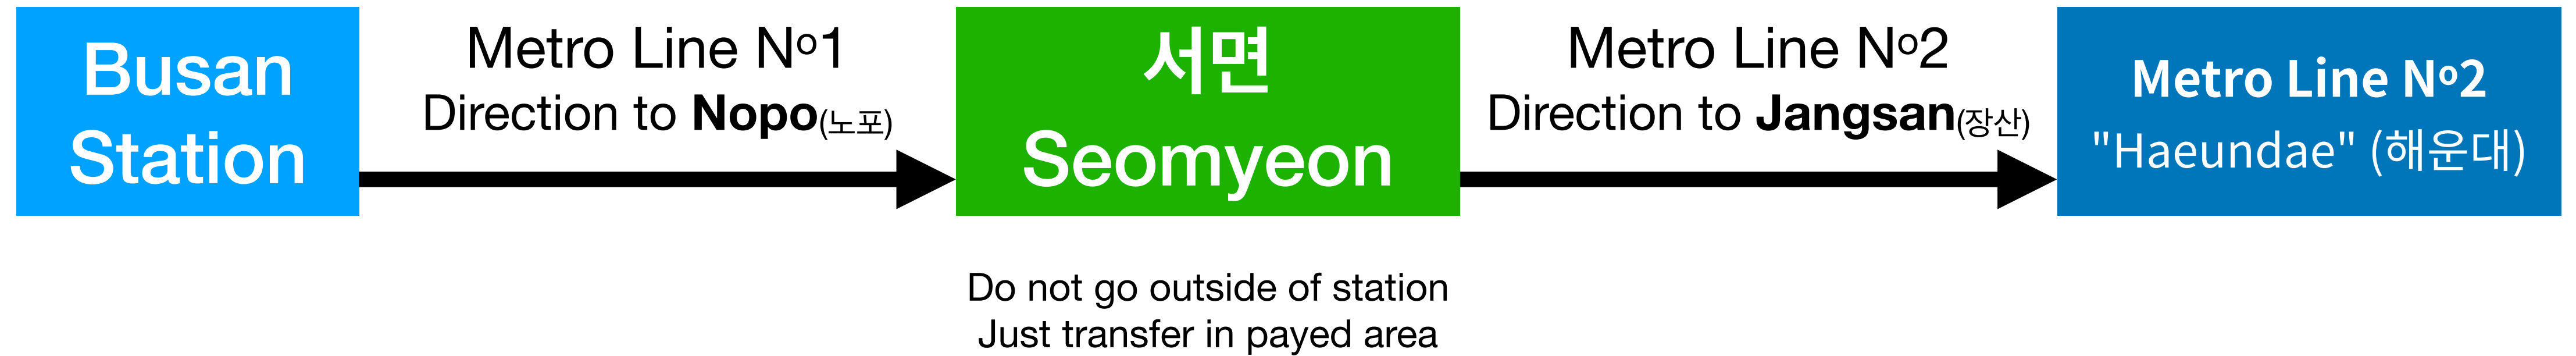 Busan
Station
Metro Line Nº1
Direction to Nopo(노포)
서면
Seomyeon
Do not go outside of station
Just transfer in payed area
Metro Line Nº2
Direction to Jangsan(장산)
Metro Line Nº2
"Haeundae" (해운대)